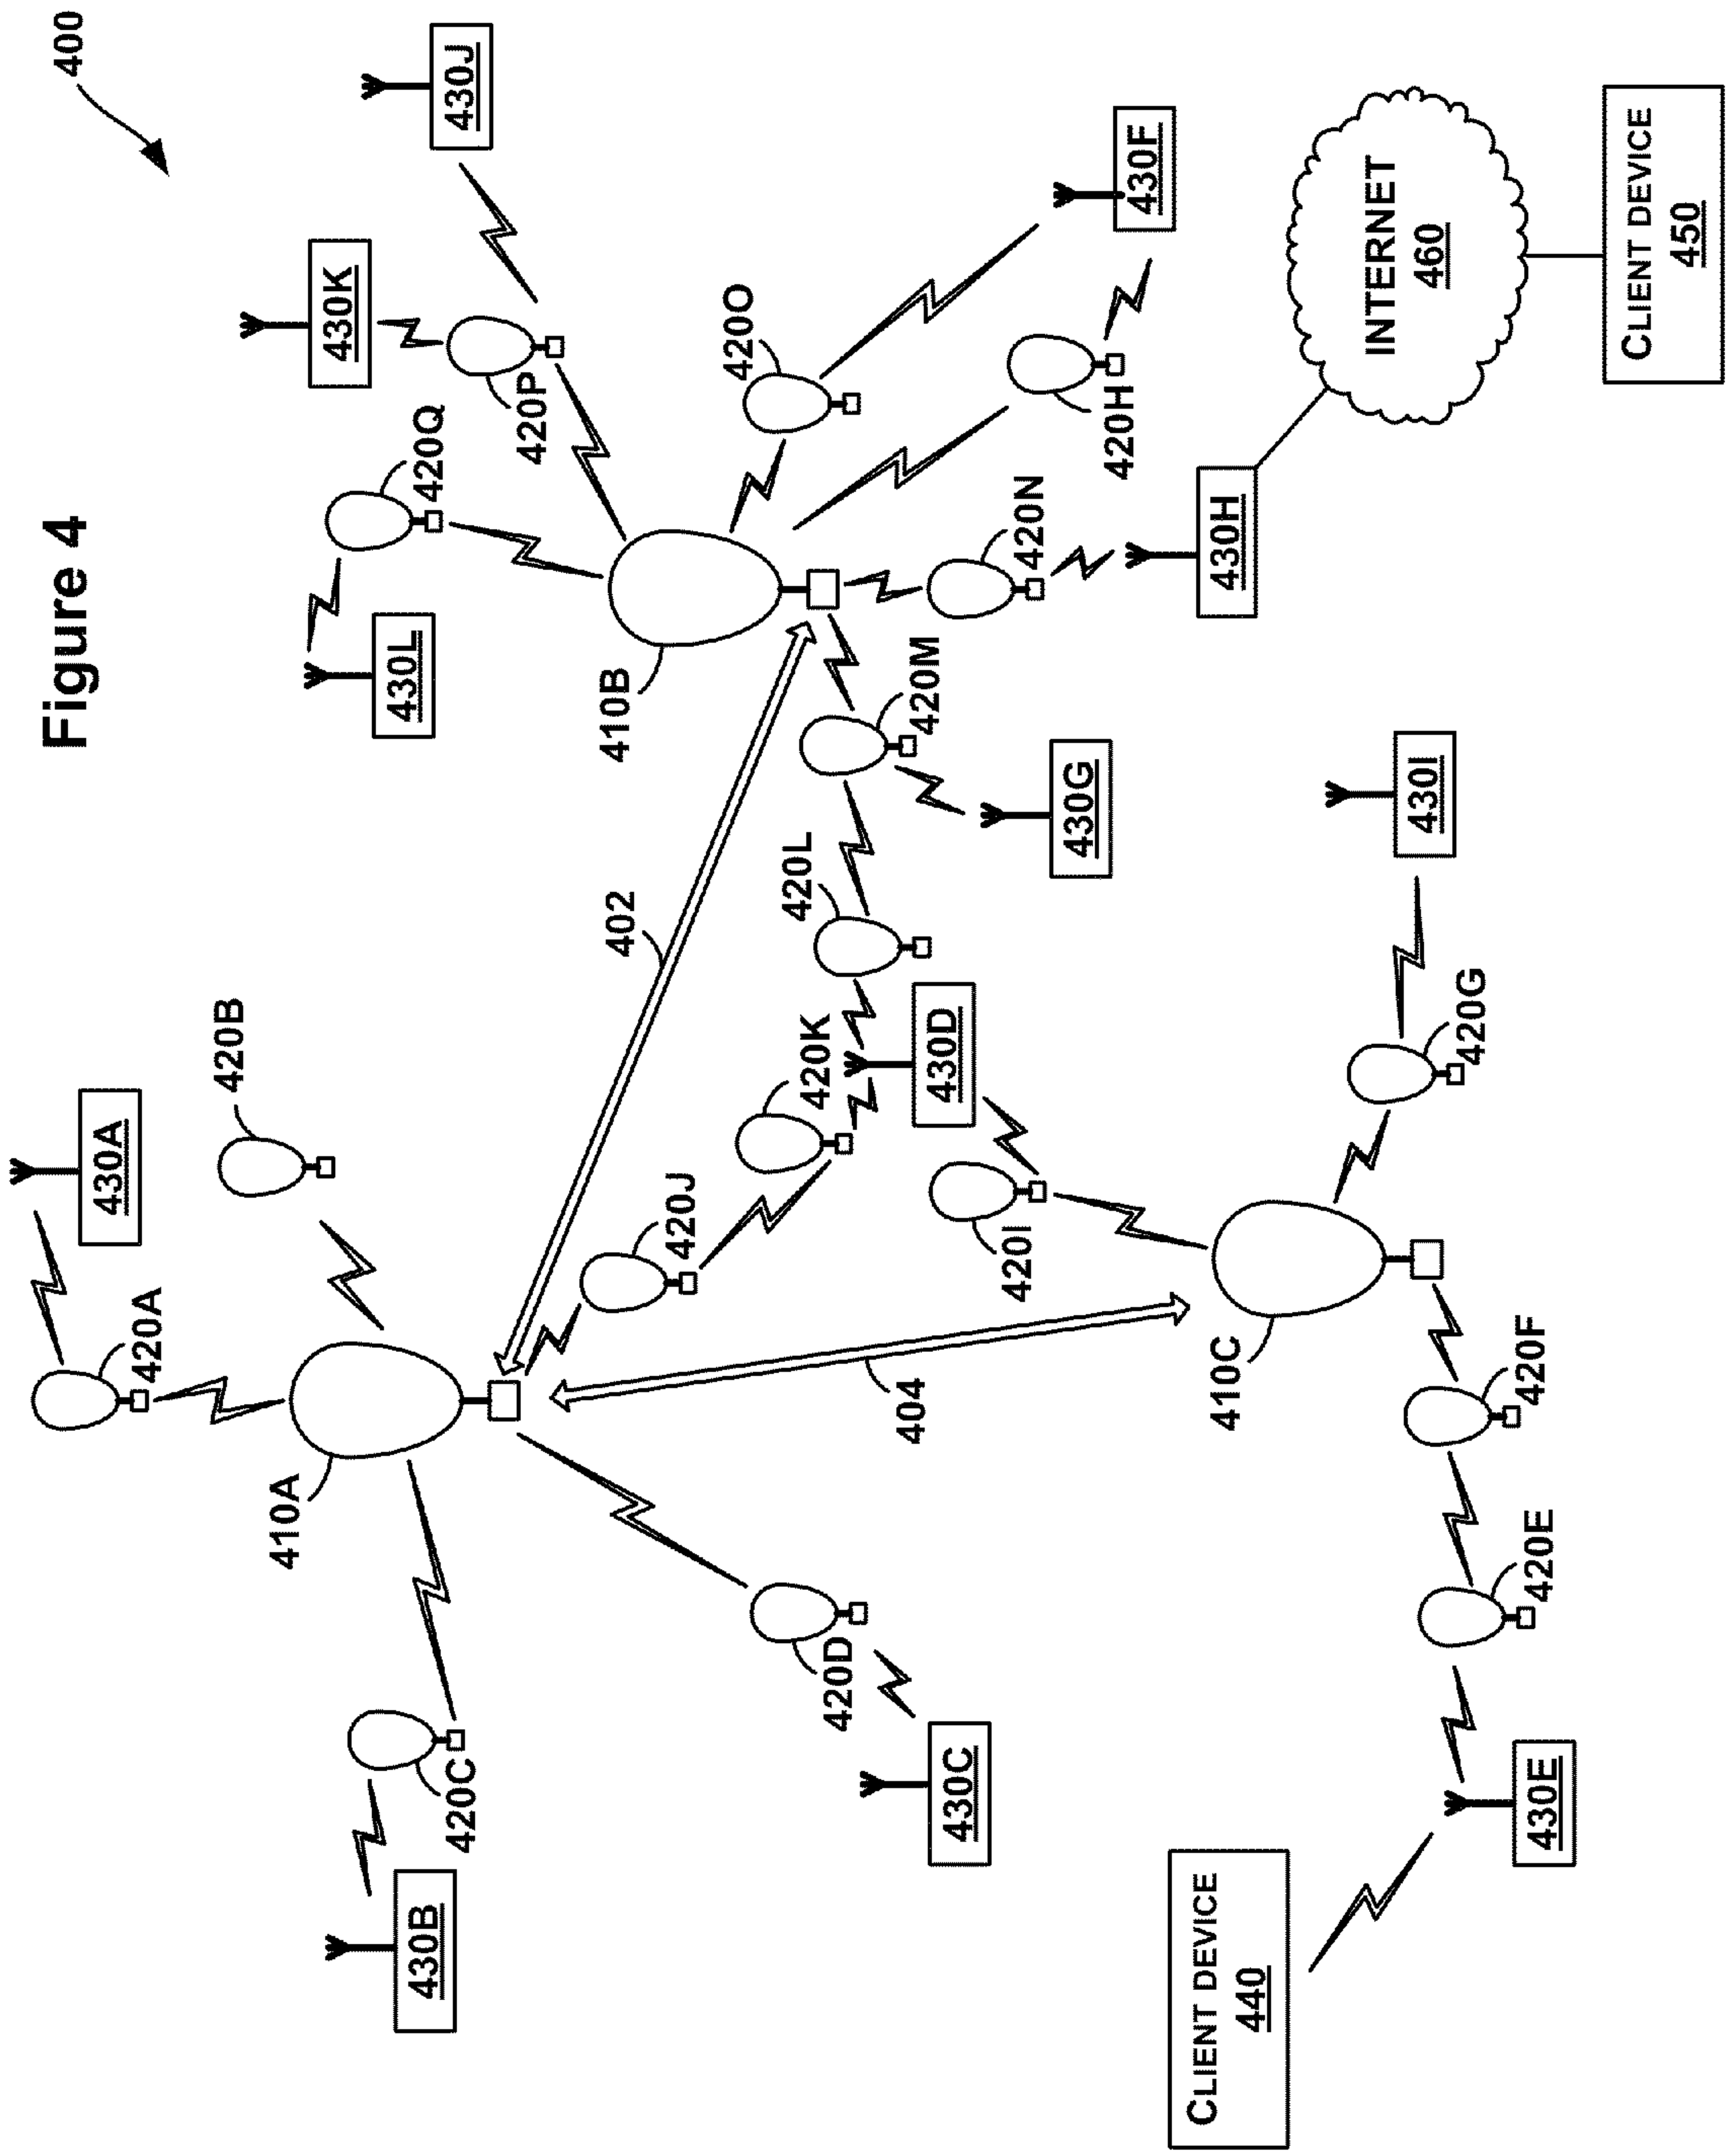 Figure 4
400
430A
420A
420B
410A
420C
430B
420D
430C
402
404
420J
420K
430D
420L
420M
430G
410B
420Q
430L
430K
420P
430J
420O
430F
420H
420N
430H
INTERNET
460
CLIENT DEVICE
450
420I
410C
420G
430I
420F
420E
430E
CLIENT DEVICE
440